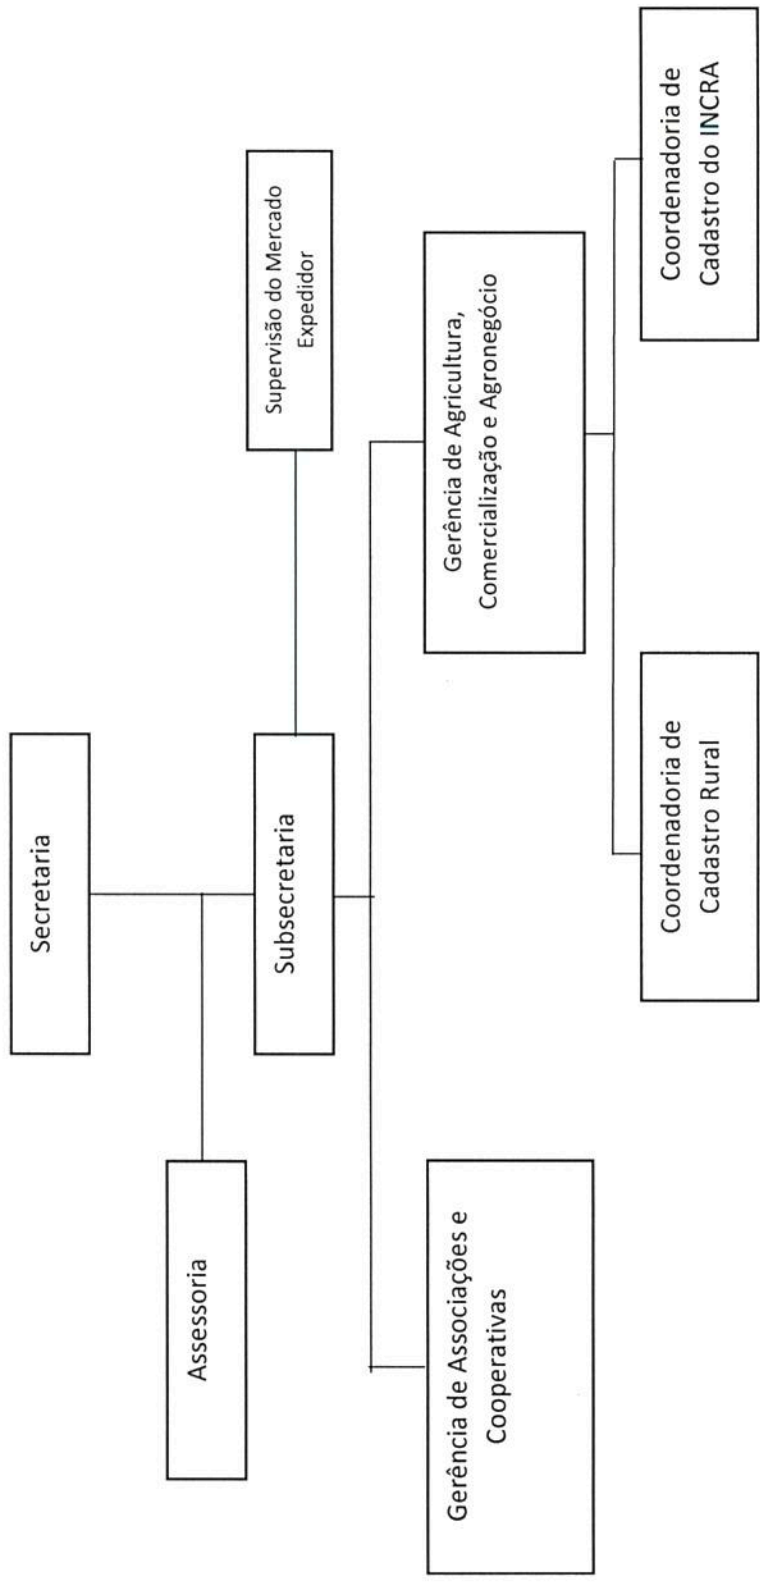 Secretaria
Assessoria
Subsecretaria
Supervisão do Mercado
Expedidor
Gerência de Associações e
Cooperativas
Gerência de Agricultura,
Comercialização e Agronegócio
Coordenadoria de
Cadastro Rural
Coordenadoria de
Cadastro do INCRA